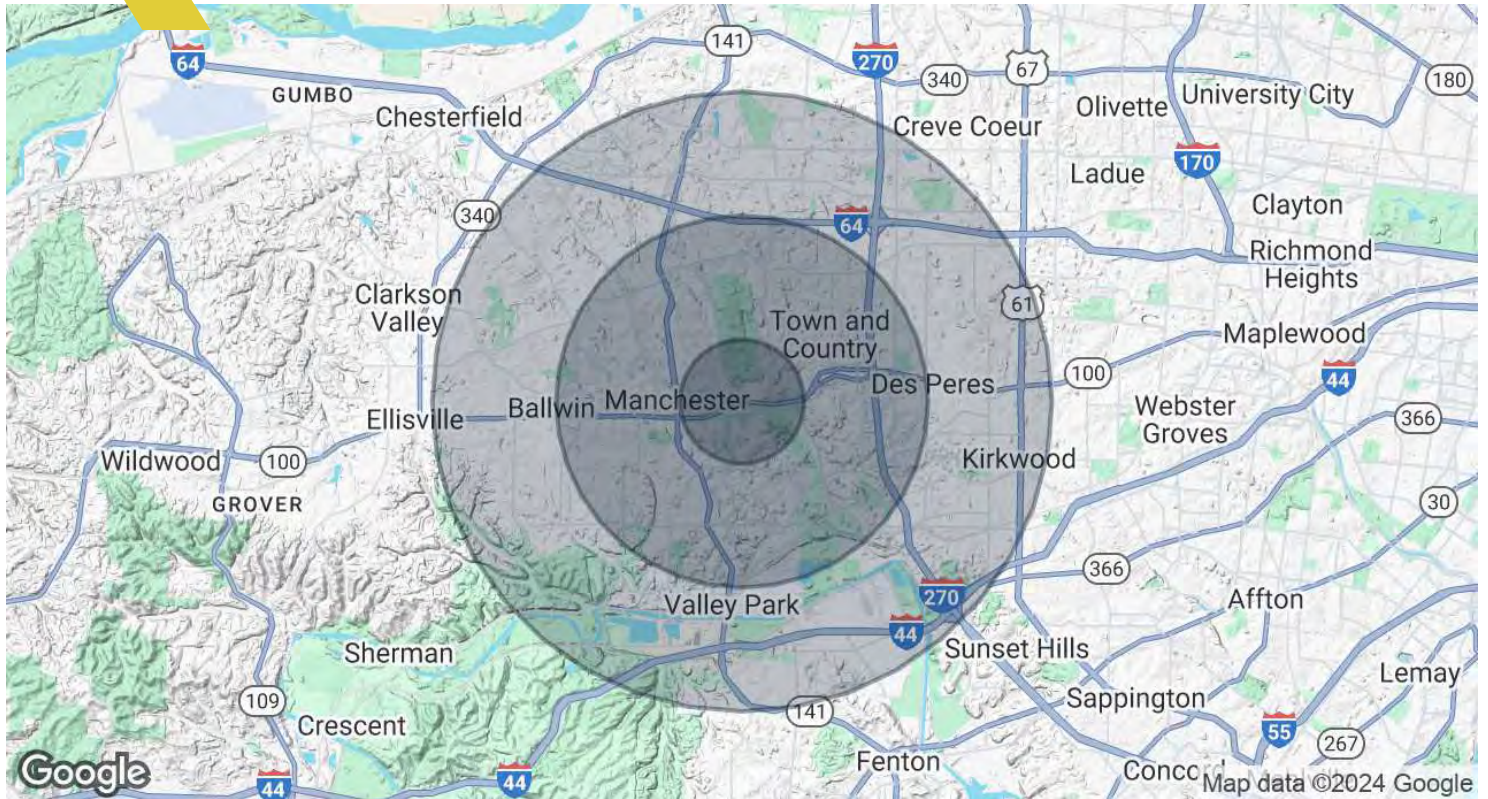 141
64
270
67
340
180
GUMBO
Olivette
University City
Chesterfield
Creve Coeur
170
Ladue
340
Clayton
64
Richmond
Heights
Clarkson
Valley
61
Town and
Country
Maplewood
100
44
Des Peres
Manchester
Ballwin
Webster
Groves
366
Ellisville
Wildwood
100
Kirkwood
GROVER
30
366
270
Affton
Valley Park
44
Sherman
Sunset Hills
Lemay
109
Sappington
141
Crescent
55
267
Fenton
Google
44
44
Map data ©2024 Google